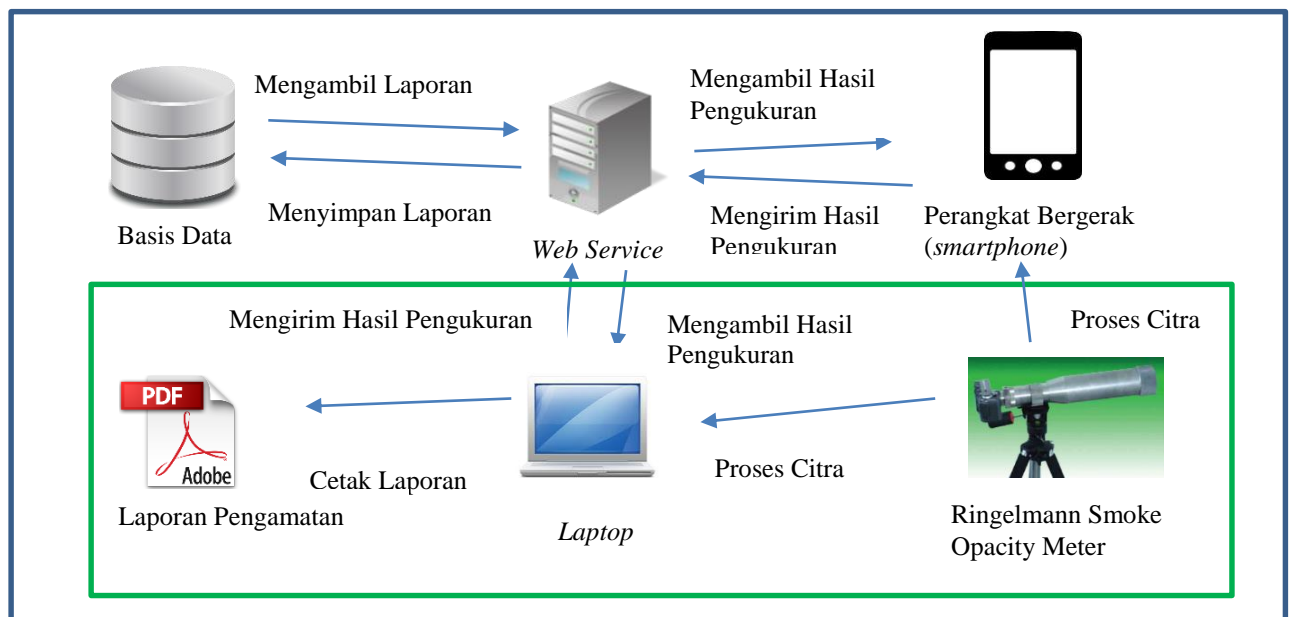 Mengambil Laporan
Mengambil Hasil
Pengukuran
Menyimpan Laporan
Mengirim Hasil
Pengukuran
Basis Data
Web Service
Perangkat Bergerak
(smartphone)
Mengirim Hasil Pengukuran
Mengambil Hasil
Pengukuran
Proses Citra
PDF
Adobe
Cetak Laporan
Proses Citra
Laporan Pengamatan
Laptop
Ringelmann Smoke
Opacity Meter